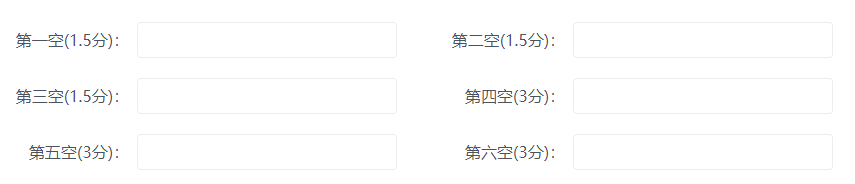 第一空(1.5分)： 第二空(1.5分)：
第三空(1.5分)： 第四空(3分)：
第五空(3分)： 第六空(3分)：